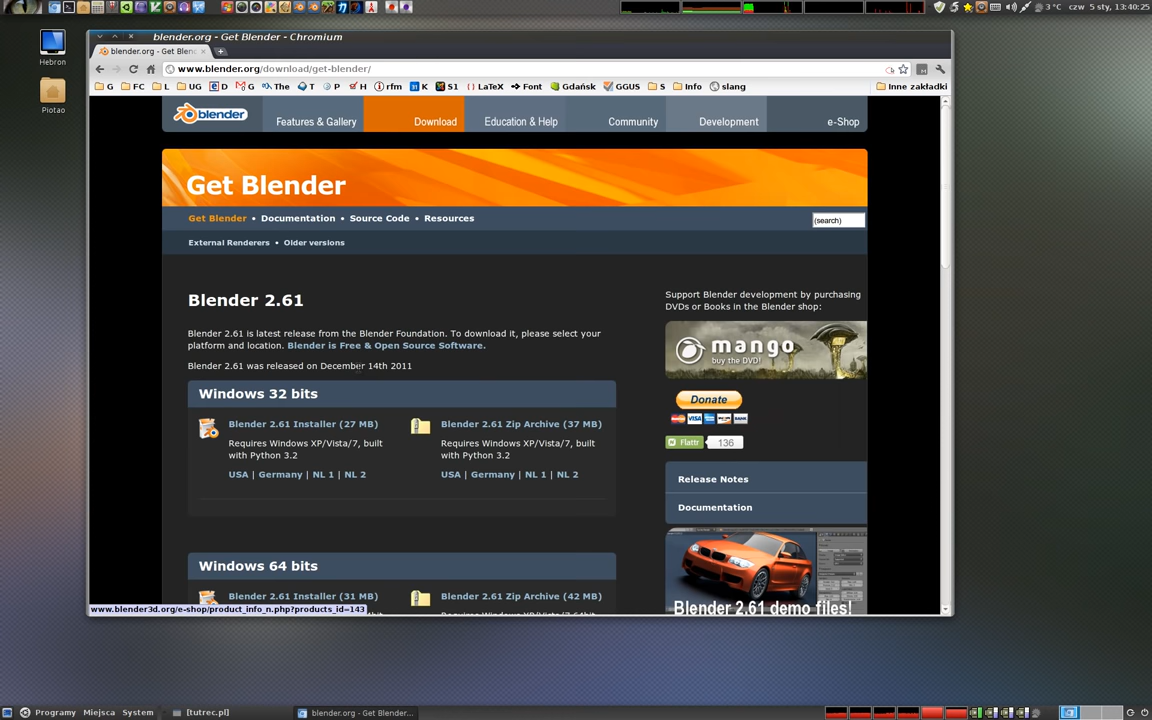 3 °C czw 5 sty, 13:40:25
Hebron
Piotao
blender.org - Get Blender - Chromium
blender.org - Get Blen
www.blender.org/download/get-blender/
G FC L UG D G The T P H rfm K S1 LaTeX Font Gdańsk GGUS S Info slang Inne zakładki
blender Features & Gallery Download Education & Help Community Development e-Shop
Get Blender
Get Blender • Documentation • Source Code • Resources (search)
External Renderers • Older versions
Blender 2.61
Blender 2.61 is latest release from the Blender Foundation. To download it, please select your
platform and location. Blender is Free & Open Source Software.
Blender 2.61 was released on December 14th 2011
Windows 32 bits
Blender 2.61 Installer (27 MB)
Requires Windows XP/Vista/7, built
with Python 3.2
USA | Germany | NL 1 | NL 2
Blender 2.61 Zip Archive (37 MB)
Requires Windows XP/Vista/7, built
with Python 3.2
USA | Germany | NL 1 | NL 2
Windows 64 bits
Blender 2.61 Installer (31 MB)
Blender 2.61 Zip Archive (42 MB)
Support Blender development by purchasing
DVDs or Books in the Blender shop:
mango
buy the DVD!
Donate
VISA
Flattr 136
Release Notes
Documentation
Blender 2.61 demo files!
www.blender3d.org/e-shop/product_info_n.php?products_id=143
Programy Miejsca System [tutrec.pl] blender.org - Get Blender...